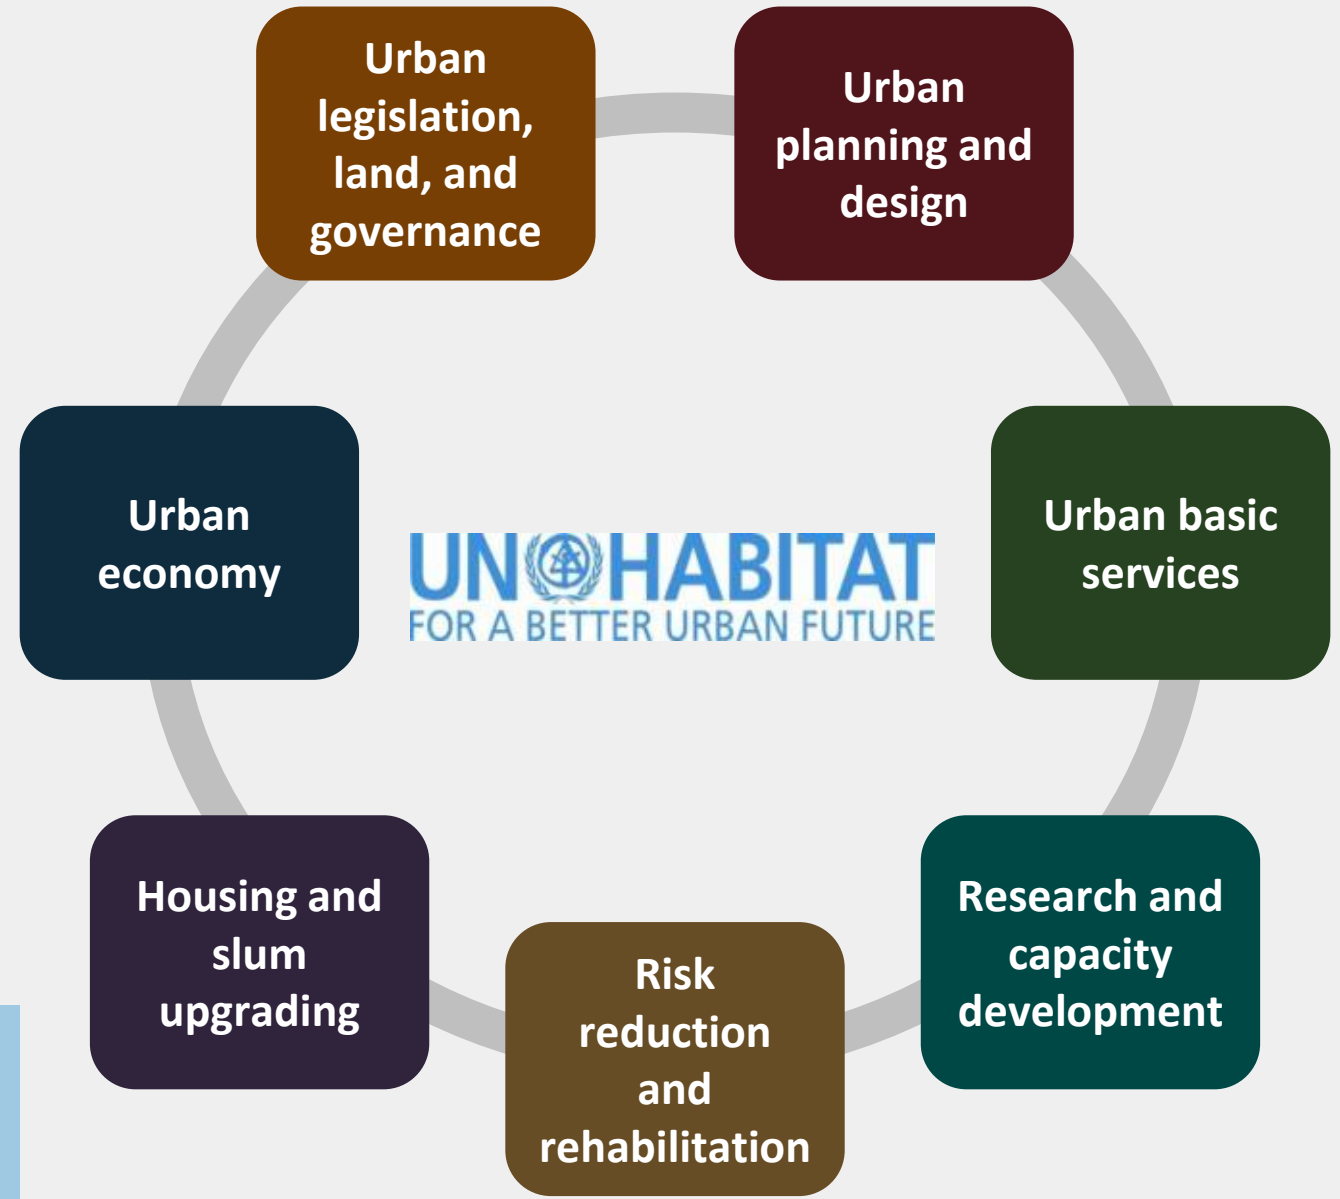 Urban
legislation,
land, and
governance
Urban
planning and
design
Urban
economy
UN HABITAT
FOR A BETTER URBAN FUTURE
Urban basic
services
Housing and
slum
upgrading
Risk
reduction
and
rehabilitation
Research and
capacity
development